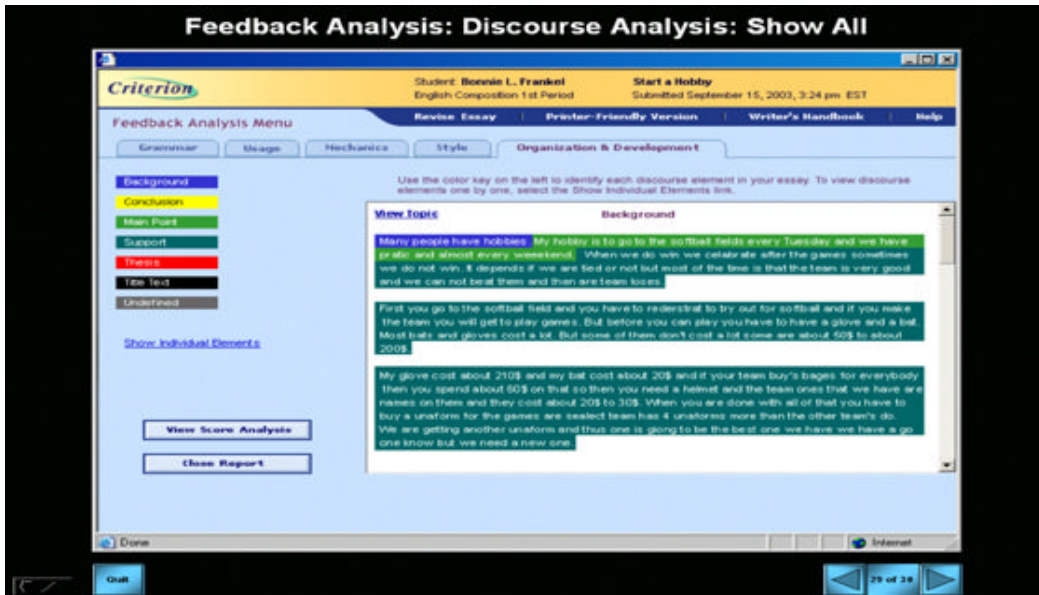 Feedback Analysis: Discourse Analysis: Show All
Criterion
Student: Bonnie L. Frankel
English Composition 1st Period
Start a Hobby
Submitted September 15, 2003, 3:24 pm EST
Feedback Analysis Menu
Revise Essay | Printer-Friendly Version | Writer's Handbook | Help
Grammar Usage Mechanics Style Organization & Development
Background
Conclusion
Main Point
Support
Thesis
Title Text
Undefined
Show Individual Elements
View Score Analysis
Close Report
Use the color key on the left to identify each discourse element in your essay. To view discourse
elements one by one, select the Show Individual Elements link.
View Topic
Background
Many people have hobbies. My hobby is to go to the softball fields every Tuesday and we have
pratic and almost every weeekend. When we do win we celabrate after the games sometimes
we do not win. It depends if we are tied or not but most of the time is that the team is very good
and we can not beat them and then are team loses.
First you go to the softball field and you have to rederstral to try out for softball and if you make
the team you will get to play games. But before you can play you have to have a glove and a bat.
Most bats and gloves cost a lot. But some of them don't cost a lot some are about 50$ to about
200$.
My glove cost about 210$ and my bat cost about 20$ and if your team buy's bages for everybody
then you spend about 60$ on that so then you need a helmet and the team ones that we have are
names on them and they cost about 20$ to 30$. When you are done with all of that you have to
buy a unaform for the games are sealect team has 4 unaforms more than the other team's do.
We are getting another unaform and thus one is giong to be the best one we have we have a go
one know but we need a new one.
Done
Internet
Quit
29 of 38